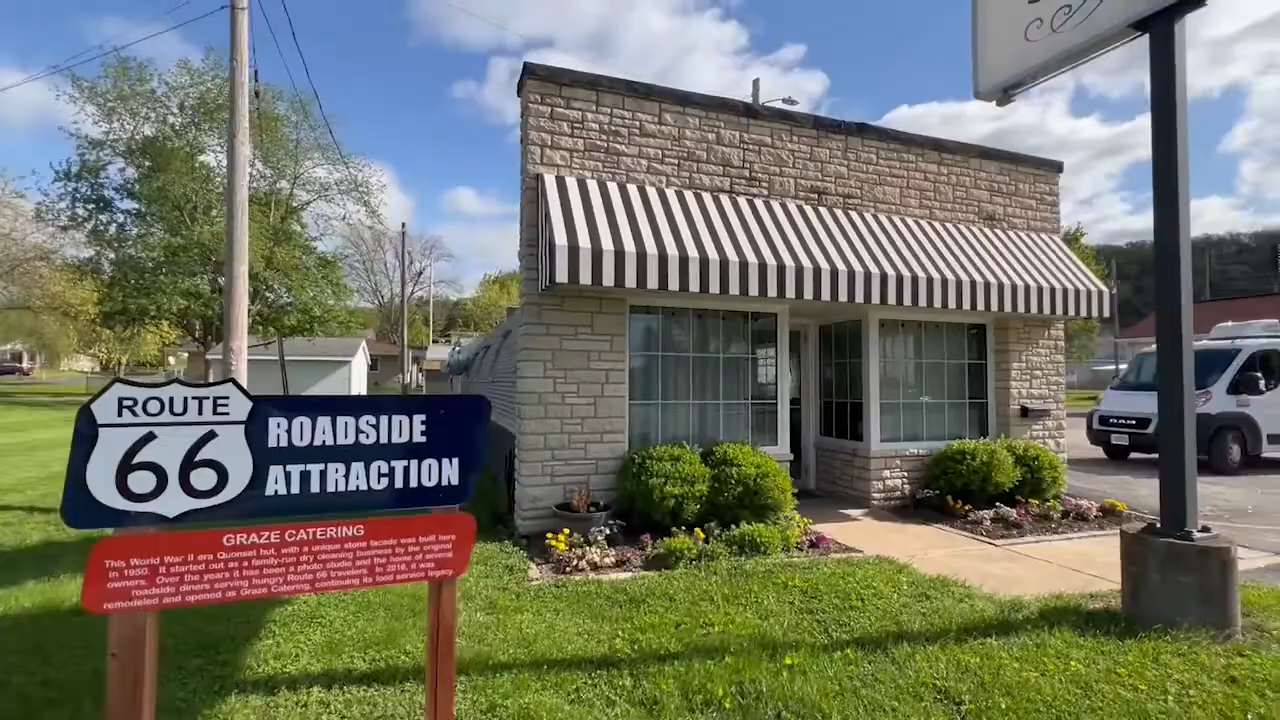 ROUTE
66
ROADSIDE
ATTRACTION
GRAZE CATERING
This World War II era Quonset hut, with a unique stone facade was built here
in 1950. It started out as a family-run dry cleaning business by the original
owners. Over the years it has been a photo studio and the home of several
roadside diners serving hungry Route 66 travelers. In 2016, it was
remodeled and opened as Graze Catering, continuing its food service legacy.
RAM